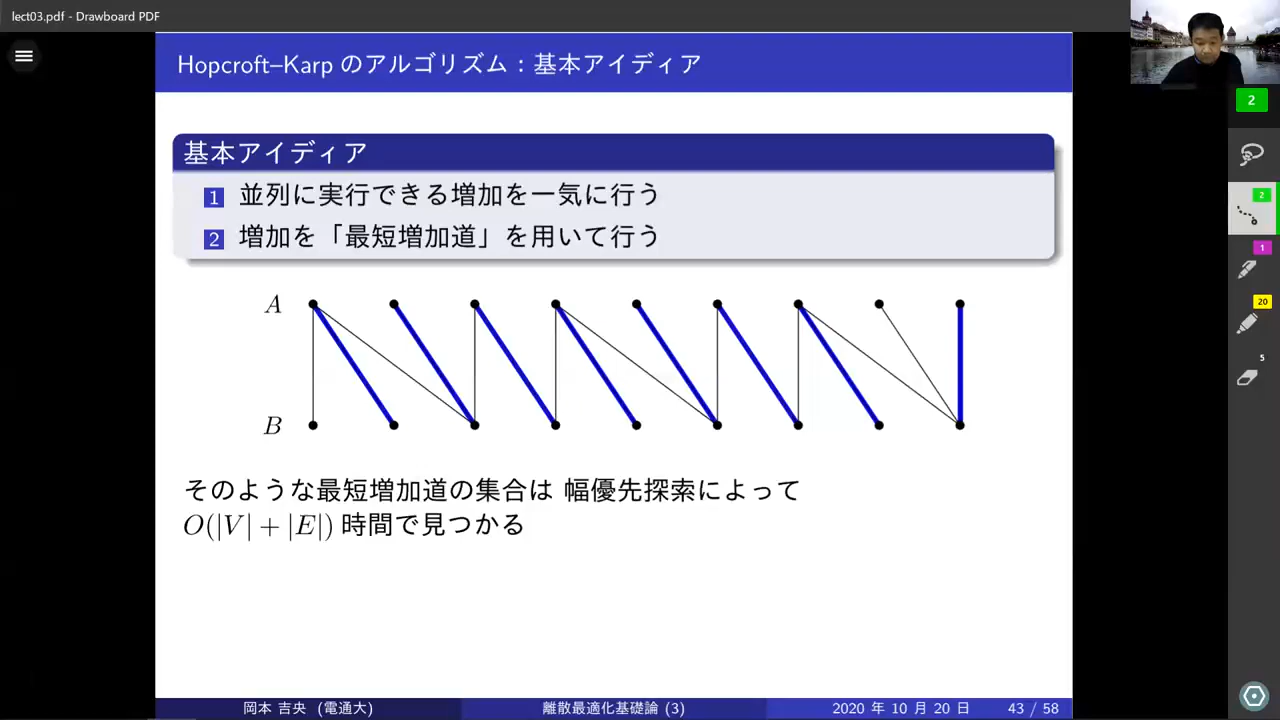 lect03.pdf - Drawboard PDF
Hopcroft–Karp のアルゴリズム:基本アイディア
2
基本アイディア
1 並列に実行できる増加を一気に行う
2 増加を「最短増加道」を用いて行う
2
1
20
5
A
B
そのような最短増加道の集合は 幅優先探索によって
O(|V| + |E|) 時間で見つかる
岡本 吉央 (電通大) 離散最適化基礎論 (3) 2020 年 10 月 20 日 43 / 58